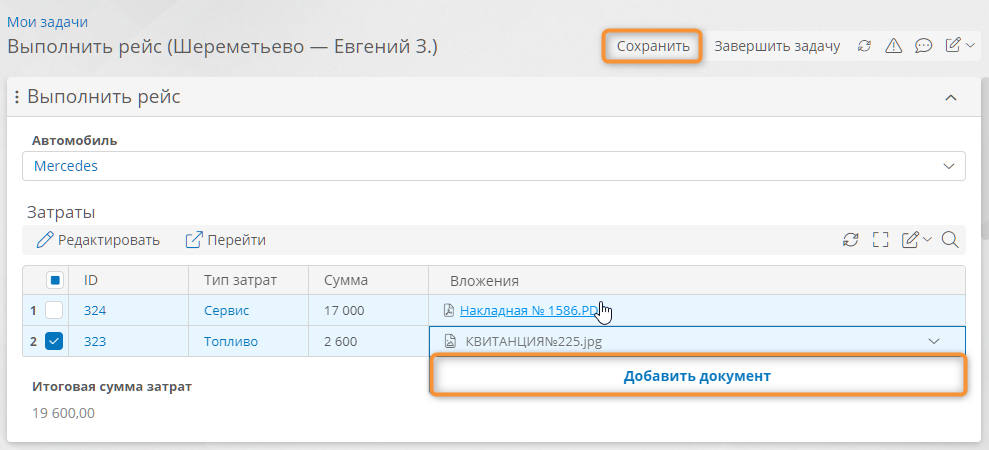 Мои задачи
Выполнить рейс (Шереметьево — Евгений З.)
Сохранить Завершить задачу
Выполнить рейс
Автомобиль
Mercedes
Затраты
Редактировать Перейти
ID Тип затрат Сумма Вложения
1 324 Сервис 17 000 Накладная № 1586.PD
2 323 Топливо 2 600 КВИТАНЦИЯ№225.jpg
Добавить документ
Итоговая сумма затрат
19 600,00